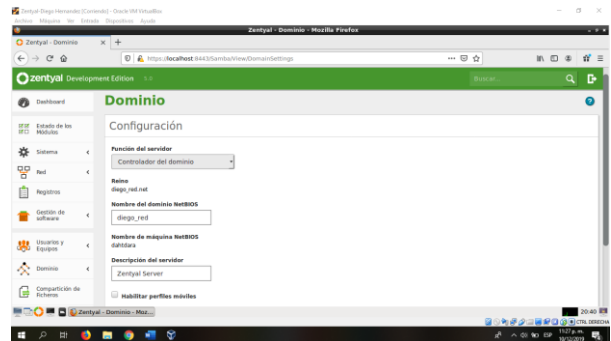 Zentyal-Diego Hernandez [Corriendo] - Oracle VM VirtualBox
Archivo Máquina Ver Entrada Dispositivos Ayuda
Zentyal - Dominio - Mozilla Firefox
Zentyal - Dominio
https://localhost:8443/Samba/View/DomainSettings
zentyal Development Edition
Buscar...
Dashboard
Estado de los Módulos
Sistema
Red
Registros
Gestión de software
Usuarios y Equipos
Dominio
Compartición de Ficheros
Dominio
Configuración
Función del servidor
Controlador del dominio
Reino
diego_red.net
Nombre del dominio NetBIOS
diego_red
Nombre de máquina NetBIOS
dahtdara
Descripción del servidor
Zentyal Server
Habilitar perfiles móviles
Zentyal - Dominio - Moz...
20:40
CTRL DERECHA
ESP
11:27 p. m.
10/12/2019